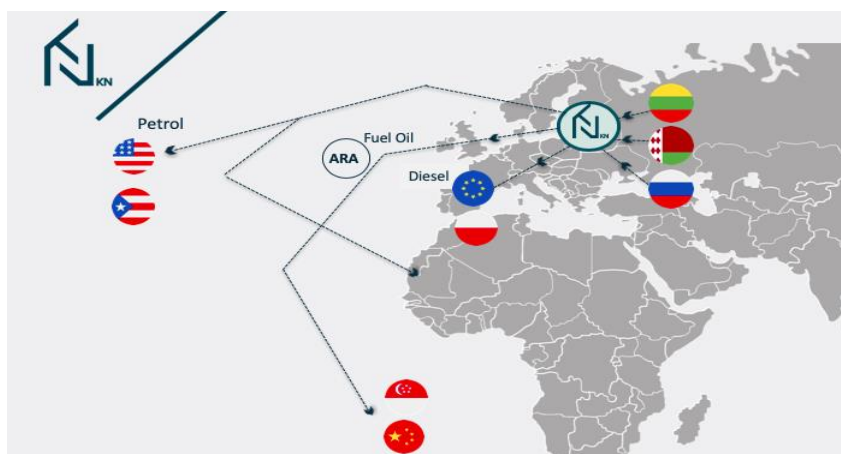 KN
Petrol
Fuel Oil
ARA
KN
Diesel